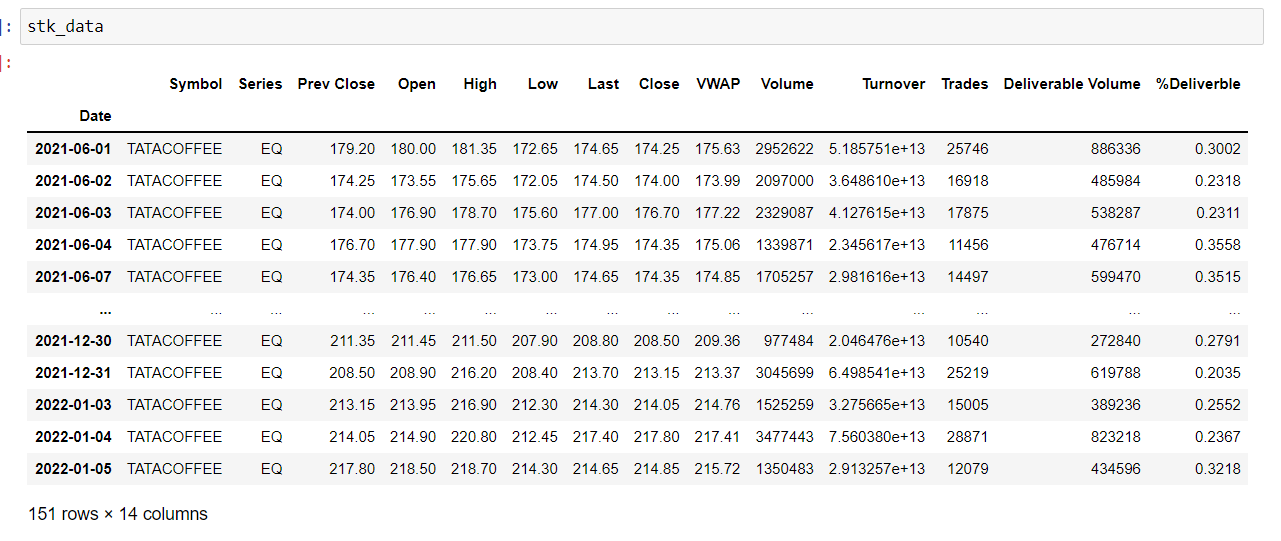 ]: stk_data
]:
Symbol Series Prev Close Open High Low Last Close VWAP Volume Turnover Trades Deliverable Volume %Deliverble
Date
2021-06-01 TATACOFFEE EQ 179.20 180.00 181.35 172.65 174.65 174.25 175.63 2952622 5.185751e+13 25746 886336 0.3002
2021-06-02 TATACOFFEE EQ 174.25 173.55 175.65 172.05 174.50 174.00 173.99 2097000 3.648610e+13 16918 485984 0.2318
2021-06-03 TATACOFFEE EQ 174.00 176.90 178.70 175.60 177.00 176.70 177.22 2329087 4.127615e+13 17875 538287 0.2311
2021-06-04 TATACOFFEE EQ 176.70 177.90 177.90 173.75 174.95 174.35 175.06 1339871 2.345617e+13 11456 476714 0.3558
2021-06-07 TATACOFFEE EQ 174.35 176.40 176.65 173.00 174.65 174.35 174.85 1705257 2.981616e+13 14497 599470 0.3515
... ... ... ... ... ... ... ... ... ... ... ... ... ... ...
2021-12-30 TATACOFFEE EQ 211.35 211.45 211.50 207.90 208.80 208.50 209.36 977484 2.046476e+13 10540 272840 0.2791
2021-12-31 TATACOFFEE EQ 208.50 208.90 216.20 208.40 213.70 213.15 213.37 3045699 6.498541e+13 25219 619788 0.2035
2022-01-03 TATACOFFEE EQ 213.15 213.95 216.90 212.30 214.30 214.05 214.76 1525259 3.275665e+13 15005 389236 0.2552
2022-01-04 TATACOFFEE EQ 214.05 214.90 220.80 212.45 217.40 217.80 217.41 3477443 7.560380e+13 28871 823218 0.2367
2022-01-05 TATACOFFEE EQ 217.80 218.50 218.70 214.30 214.65 214.85 215.72 1350483 2.913257e+13 12079 434596 0.3218
151 rows × 14 columns